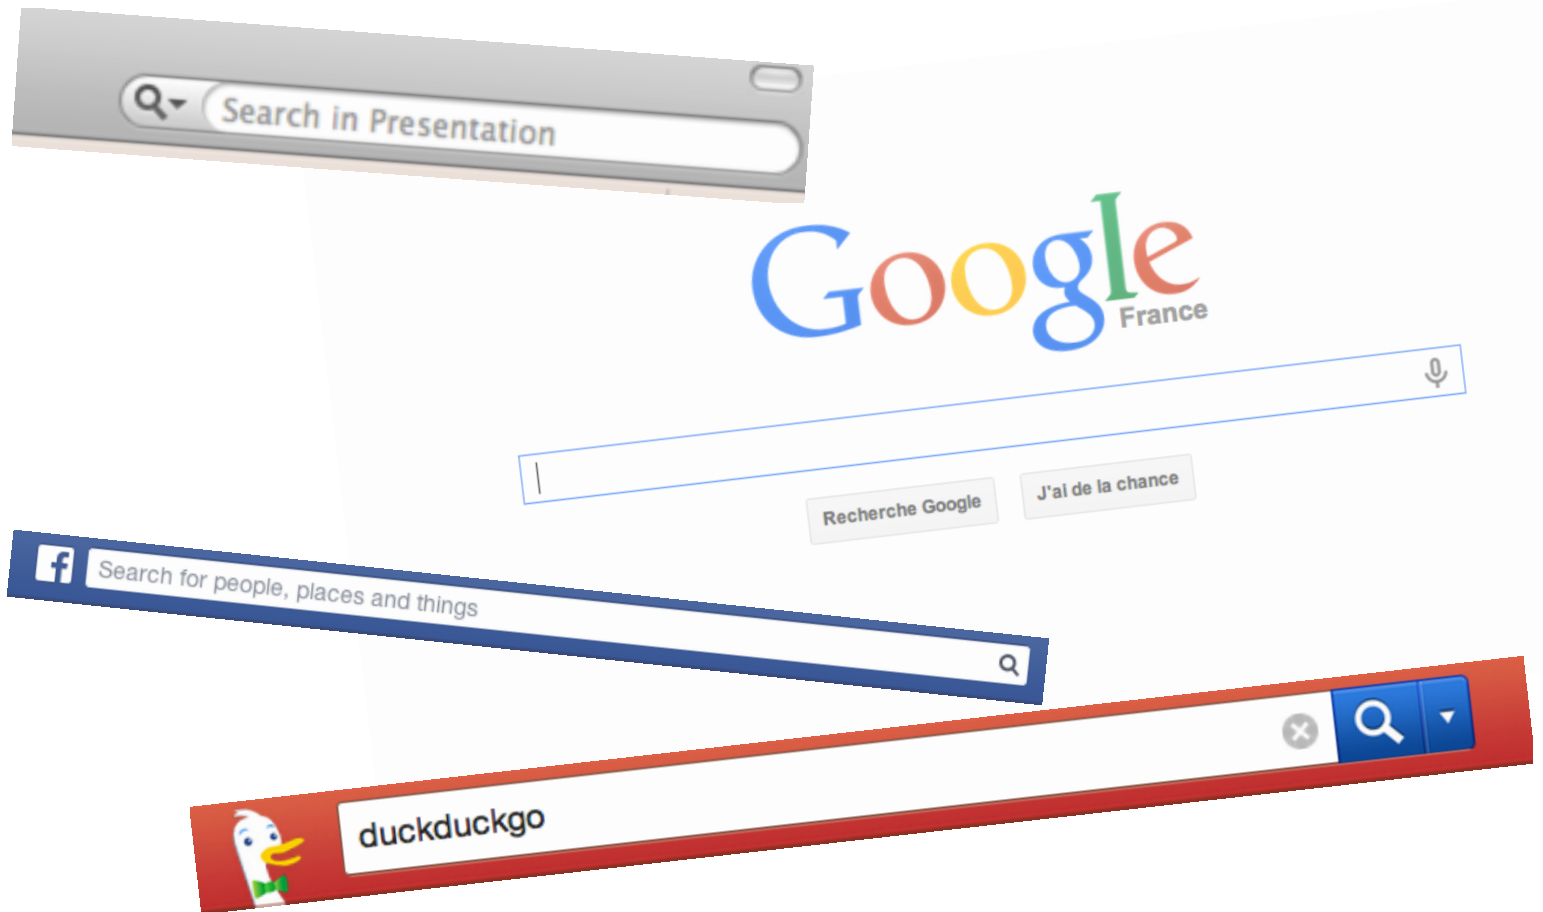 Search in Presentation
Google
France
Recherche Google
J'ai de la chance
f
Search for people, places and things
duckduckgo